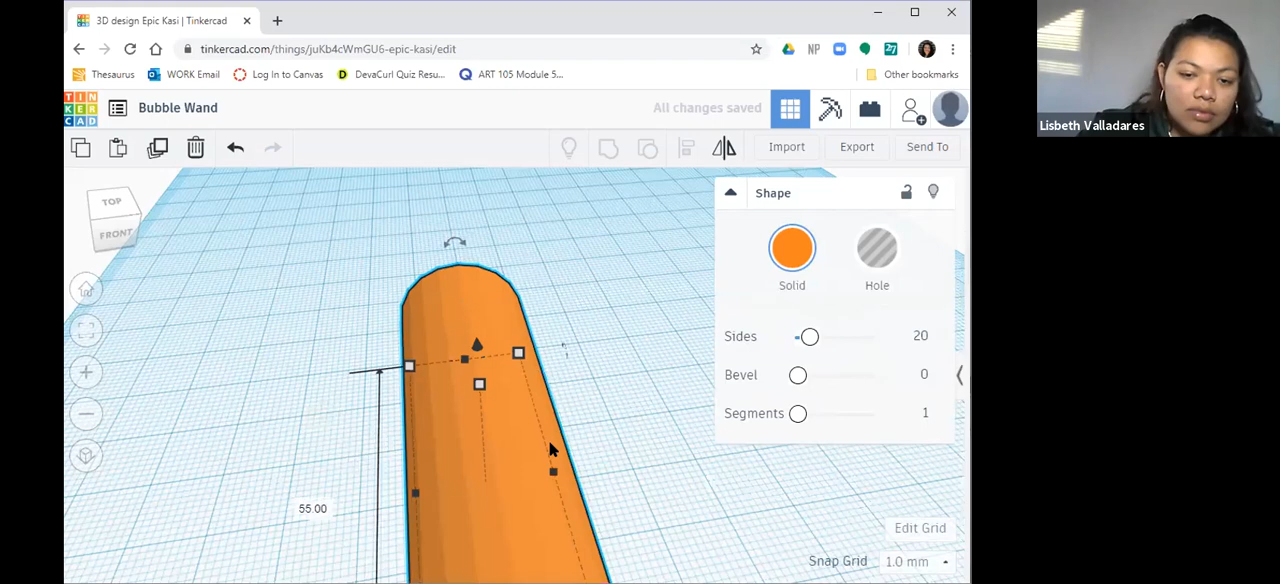 3D design Epic Kasi | Tinkercad
tinkercad.com/things/juKb4cWmGU6-epic-kasi/edit
NP
27
Thesaurus
WORK Email
Log In to Canvas
D
DevaCurl Quiz Resu...
Q
ART 105 Module 5...
Other bookmarks
TIN
KER
CAD
Bubble Wand
All changes saved
Import
Export
Send To
TOP
FRONT
Shape
Solid
Hole
Sides
20
Bevel
0
Segments
1
55.00
Edit Grid
Snap Grid
1.0 mm
Lisbeth Valladares